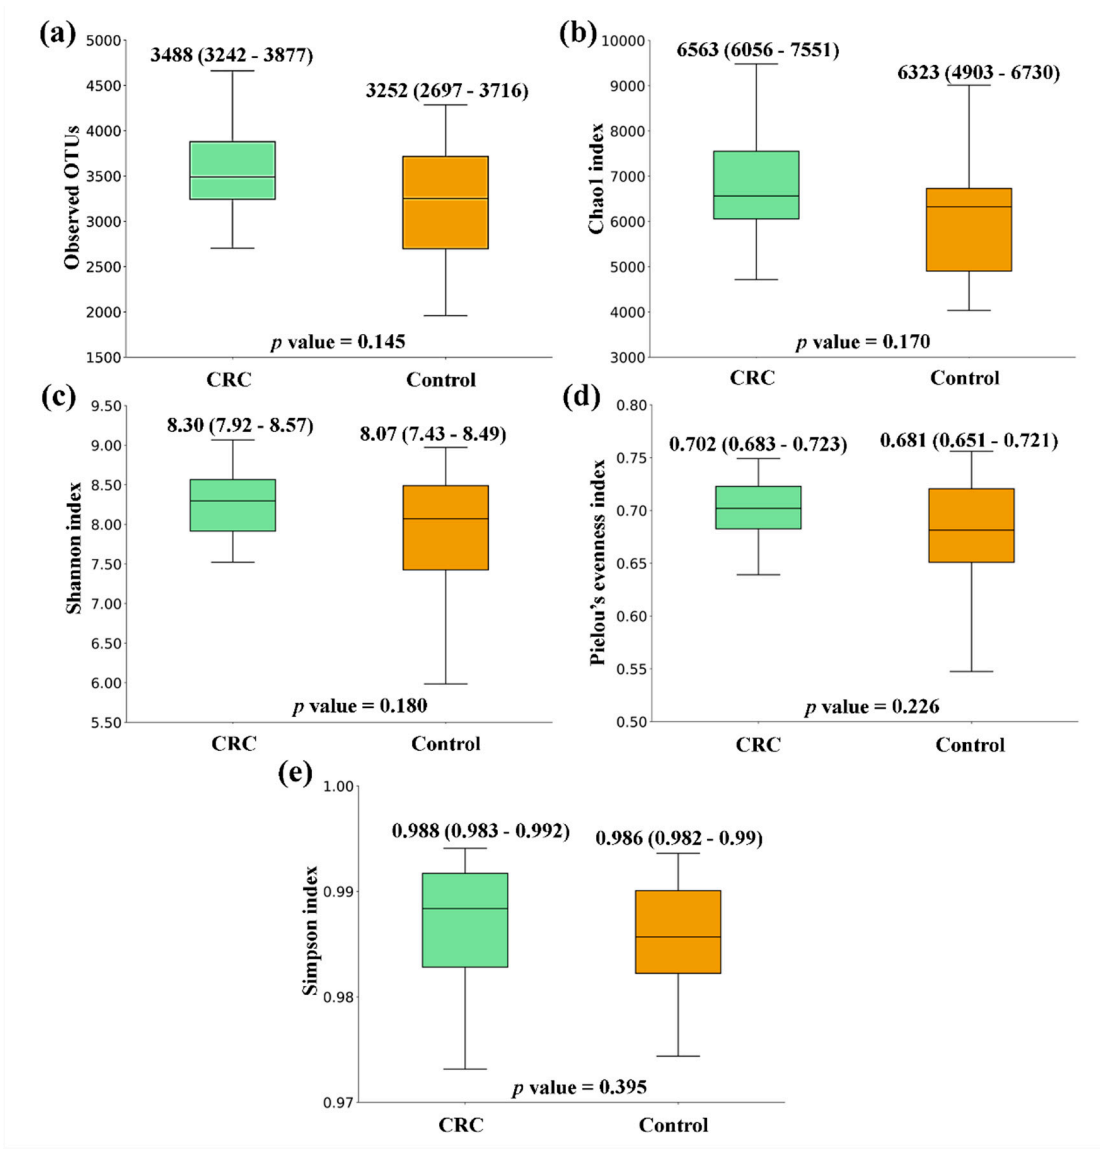 (a)
5000
4500
4000
3500
3000
2500
2000
1500
Observed OTUs
3488 (3242 - 3877)
3252 (2697 - 3716)
p value = 0.145
CRC
Control
(b)
10000
9000
8000
7000
6000
5000
4000
3000
Chao1 index
6563 (6056 - 7551)
6323 (4903 - 6730)
p value = 0.170
CRC
Control
(c)
9.50
9.00
8.50
8.00
7.50
7.00
6.50
6.00
5.50
Shannon index
8.30 (7.92 - 8.57)
8.07 (7.43 - 8.49)
p value = 0.180
CRC
Control
(d)
0.80
0.75
0.70
0.65
0.60
0.55
0.50
Pielou's evenness index
0.702 (0.683 - 0.723)
0.681 (0.651 - 0.721)
p value = 0.226
CRC
Control
(e)
1.00
0.99
0.98
0.97
Simpson index
0.988 (0.983 - 0.992)
0.986 (0.982 - 0.99)
p value = 0.395
CRC
Control